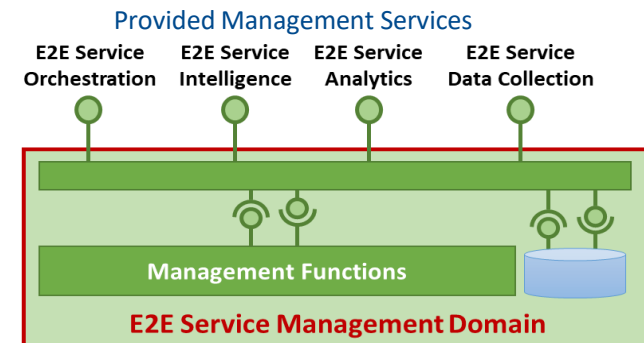 Provided Management Services
E2E Service
Orchestration
E2E Service
Intelligence
E2E Service
Analytics
E2E Service
Data Collection
Management Functions
E2E Service Management Domain